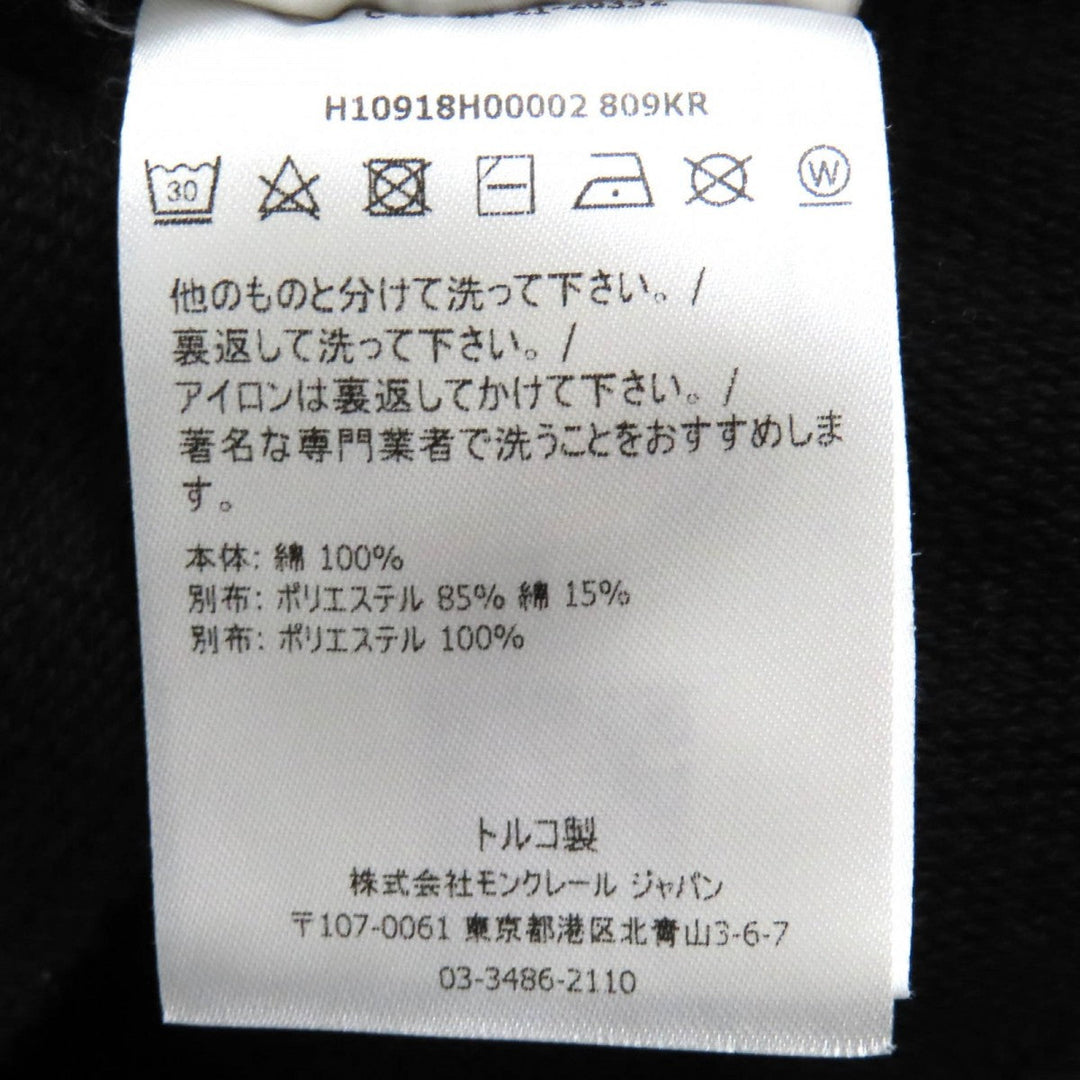 H10918H00002 809KR
30
W
他のものと分けて洗って下さい。/
裏返して洗って下さい。/
アイロンは裏返してかけて下さい。/
著名な専門業者で洗うことをおすすめしま
す。
本体: 綿 100%
別布: ポリエステル 85% 綿 15%
別布: ポリエステル 100%
トルコ製
株式会社モンクレール ジャパン
〒107-0061 東京都港区北青山3-6-7
03-3486-2110